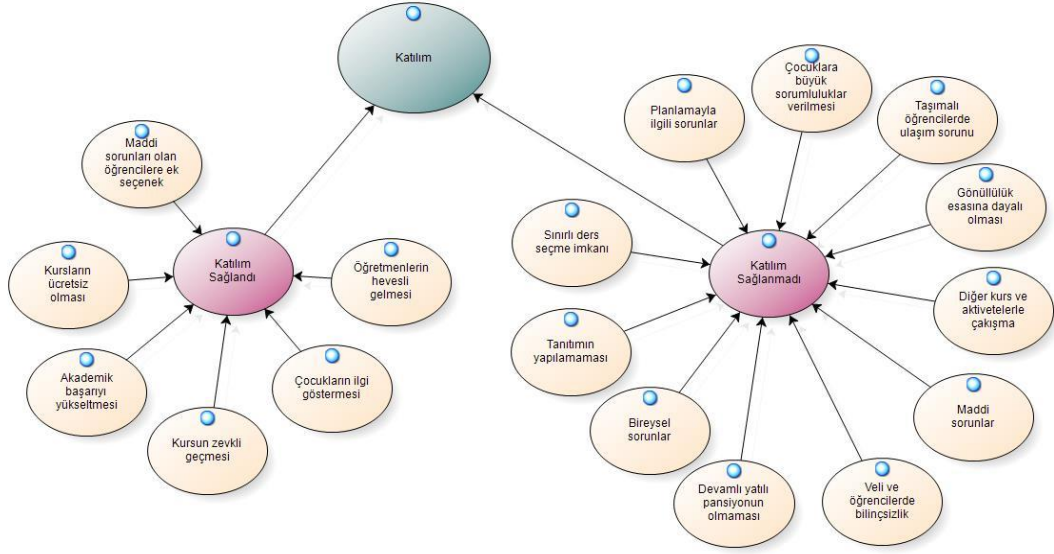 Katılım
Maddi
sorunları olan
öğrencilere ek
seçenek
Katılım
Sağlandı
Kursların
ücretsiz
olması
Öğretmenlerin
hevesli
gelmesi
Akademik
başarıyı
yükseltmesi
Çocukların ilgi
göstermesi
Kursun zevkli
geçmesi
Çocuklara
büyük
sorumluluklar
verilmesi
Planlamayla
ilgili sorunlar
Taşımalı
öğrencilerde
ulaşım sorunu
Gönüllülük
esasına dayalı
olması
Sınırlı ders
seçme imkanı
Katılım
Sağlanmadı
Diğer kurs ve
aktivetelerle
çakışma
Tanıtımın
yapılamaması
Bireysel
sorunlar
Maddi
sorunlar
Devamlı yatılı
pansiyonun
olmaması
Veli ve
öğrencilerde
bilinçsizlik